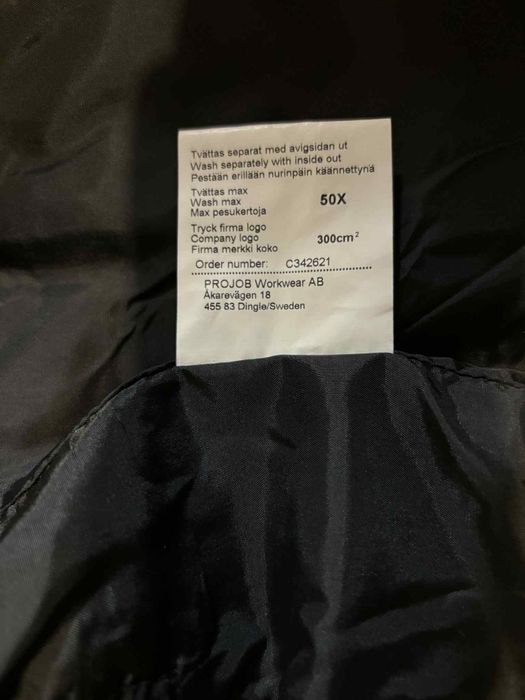 Tvättas separat med avigsidan ut
Wash separately with inside out
Pestään erillään nurinpäin käännettynä
Tvättas max
Wash max 50X
Max pesukertoja
Tryck firma logo
Company logo 300cm²
Firma merkki koko
Order number: C342621
PROJOB Workwear AB
Åkarevägen 18
455 83 Dingle/Sweden